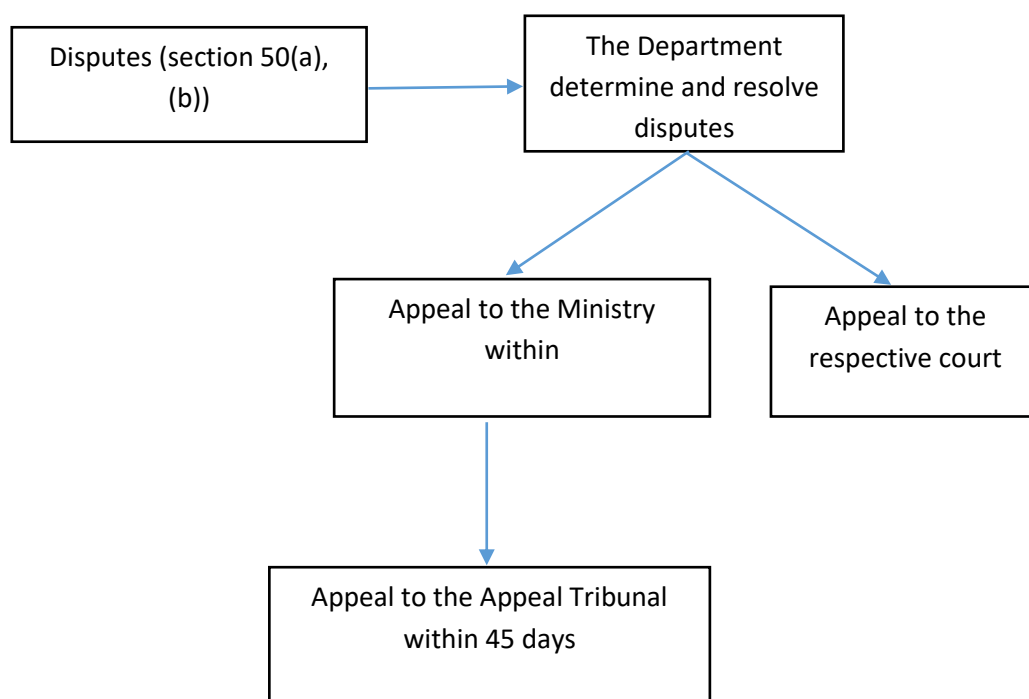 Disputes (section 50(a),
(b))
The Department
determine and resolve
disputes
Appeal to the Ministry
within
Appeal to the
respective court
Appeal to the Appeal Tribunal
within 45 days